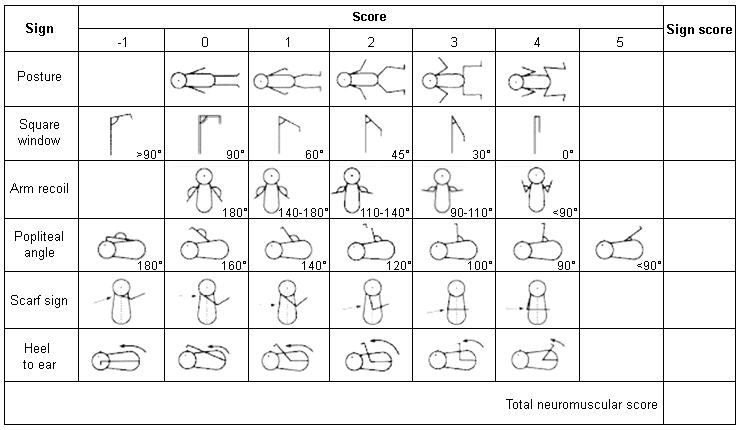 Sign Score Sign score
-1 0 1 2 3 4 5
Posture
Square
window >90° 90° 60° 45° 30° 0°
Arm recoil 180° 140-180° 110-140° 90-110° <90°
Popliteal
angle 180° 160° 140° 120° 100° 90° <90°
Scarf sign
Heel
to ear
Total neuromuscular score